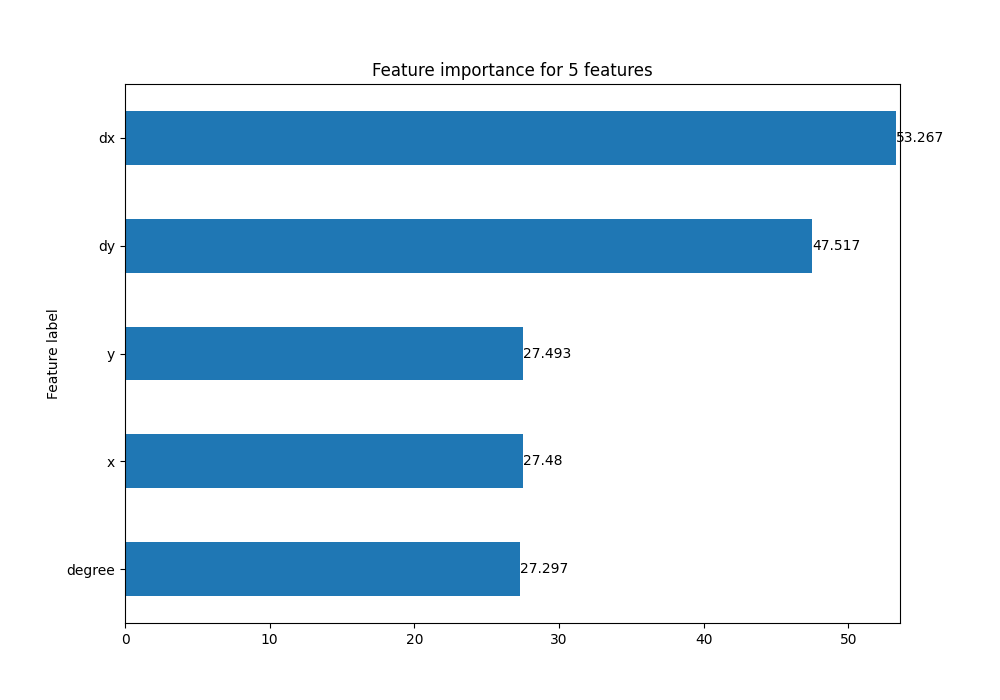 Feature importance for 5 features
dx
53.267
dy
47.517
Feature label
y
27.493
x
27.48
degree
27.297
0 10 20 30 40 50